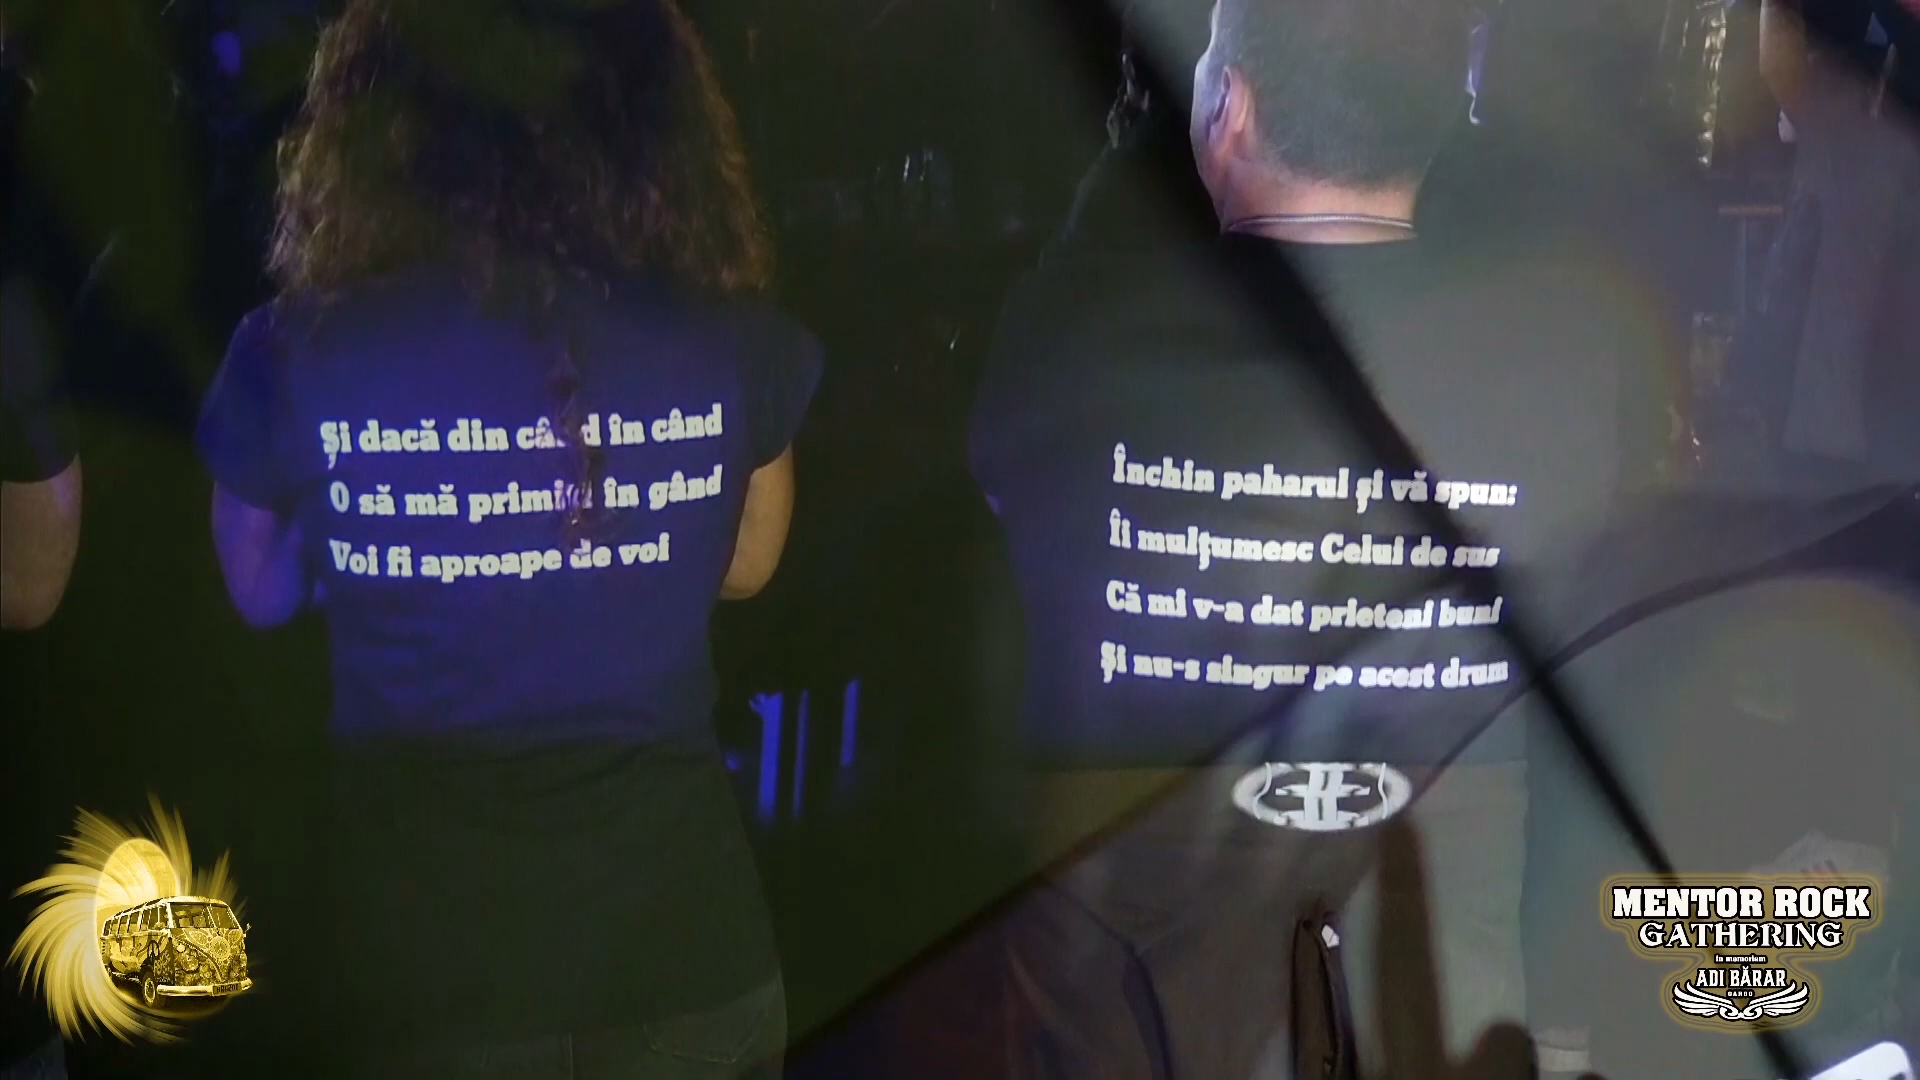 Și dacă din când în când
O să mă primiți în gând
Voi fi aproape de voi
Închin paharul și vă spun:
Îi mulțumesc Celui de sus
Că mi v-a dat prieteni buni
Și nu-s singur pe acest drum
MENTOR ROCK
GATHERING
in memoriam
ADI BĂRAR